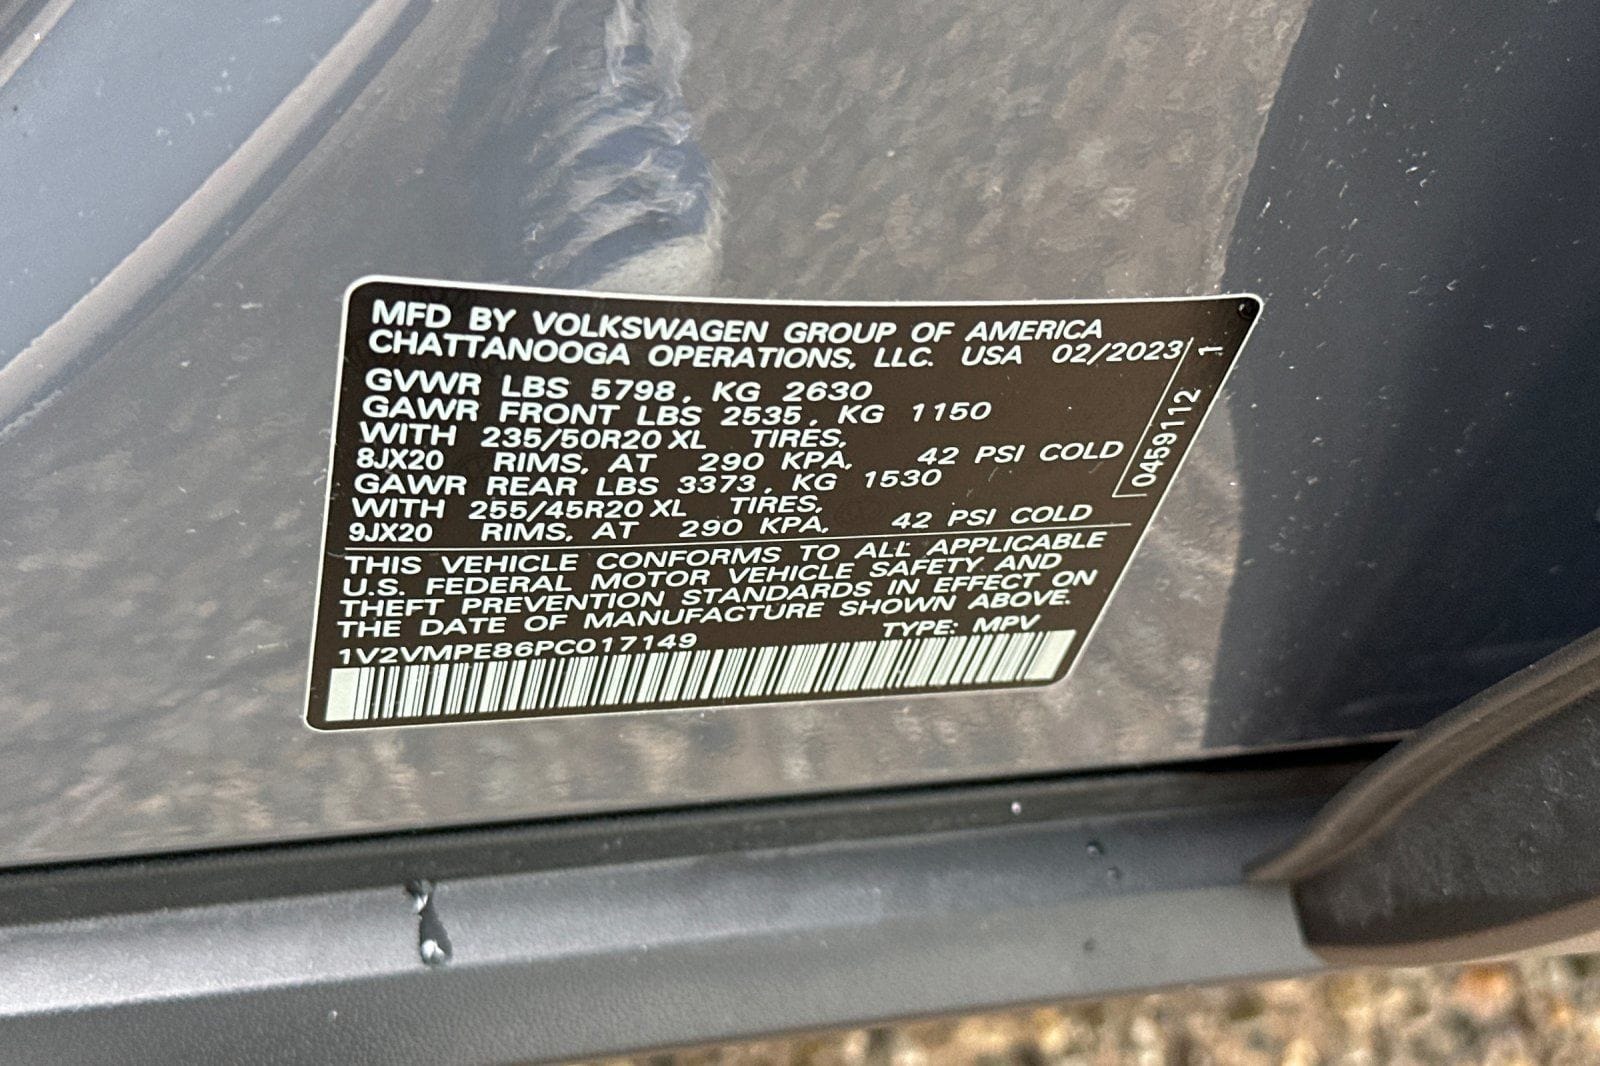 MFD BY VOLKSWAGEN GROUP OF AMERICA
CHATTANOOGA OPERATIONS, LLC. USA 02/2023
GVWR LBS 5798, KG 2630
GAWR FRONT LBS 2535, KG 1150
WITH 235/50R20 XL TIRES,
8JX20 RIMS, AT 290 KPA, 42 PSI COLD
GAWR REAR LBS 3373, KG 1530
WITH 255/45R20 XL TIRES,
9JX20 RIMS, AT 290 KPA, 42 PSI COLD
0459112 1
THIS VEHICLE CONFORMS TO ALL APPLICABLE
U.S. FEDERAL MOTOR VEHICLE SAFETY AND
THEFT PREVENTION STANDARDS IN EFFECT ON
THE DATE OF MANUFACTURE SHOWN ABOVE.
1V2VMPE86PC017149 TYPE: MPV